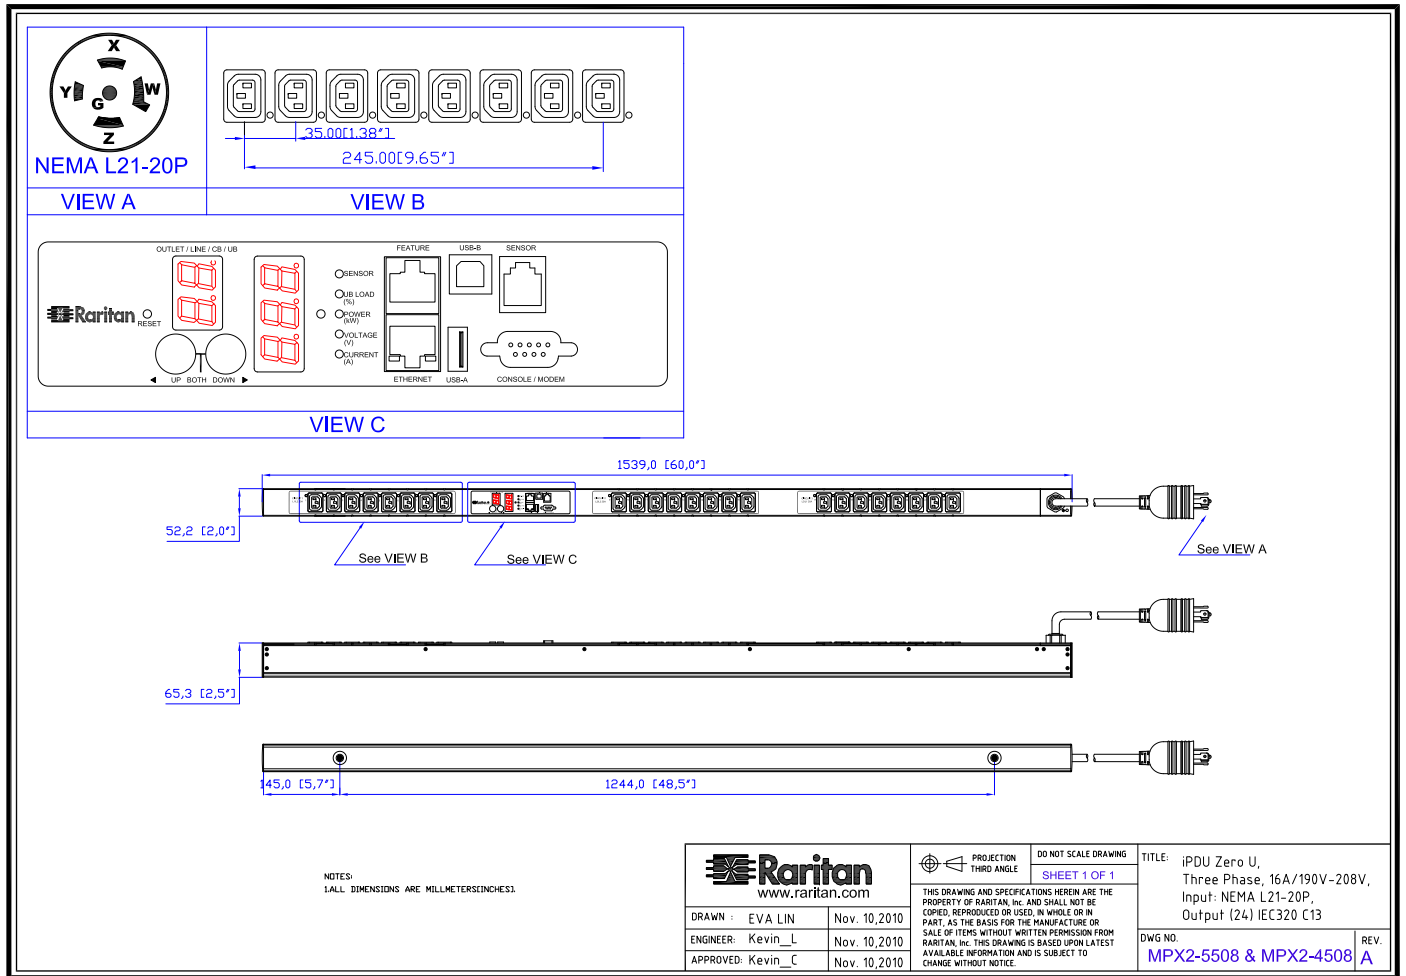 X
Y
W
G
Z
NEMA L21-20P
VIEW A
35.00[1.38"]
245.00[9.65"]
VIEW B
OUTLET / LINE / CB / UB
FEATURE
USB-B
SENSOR
SENSOR
UB LOAD
(%)
POWER
(kW)
VOLTAGE
(V)
CURRENT
(A)
Raritan
RESET
UP BOTH DOWN
ETHERNET
USB-A
CONSOLE / MODEM
VIEW C
1539,0 [60,0"]
52,2 [2,0"]
See VIEW B
See VIEW C
See VIEW A
65,3 [2,5"]
145,0 [5,7"]
1244,0 [48,5"]
NOTES:
1.ALL DIMENSIONS ARE MILLMETERS[INCHES].
Raritan
www.raritan.com
DRAWN : EVA LIN Nov. 10,2010
ENGINEER: Kevin__L Nov. 10,2010
APPROVED: Kevin__C Nov. 10,2010
PROJECTION
THIRD ANGLE
DO NOT SCALE DRAWING
SHEET 1 OF 1
THIS DRAWING AND SPECIFICATIONS HEREIN ARE THE
PROPERTY OF RARITAN, Inc. AND SHALL NOT BE
COPIED, REPRODUCED OR USED, IN WHOLE OR IN
PART, AS THE BASIS FOR THE MANUFACTURE OR
SALE OF ITEMS WITHOUT WRITTEN PERMISSION FROM
RARITAN, Inc. THIS DRAWING IS BASED UPON LATEST
AVAILABLE INFORMATION AND IS SUBJECT TO
CHANGE WITHOUT NOTICE.
TITLE: iPDU Zero U,
Three Phase, 16A/190V-208V,
Input: NEMA L21-20P,
Output (24) IEC320 C13
DWG NO.
MPX2-5508 & MPX2-4508
REV.
A